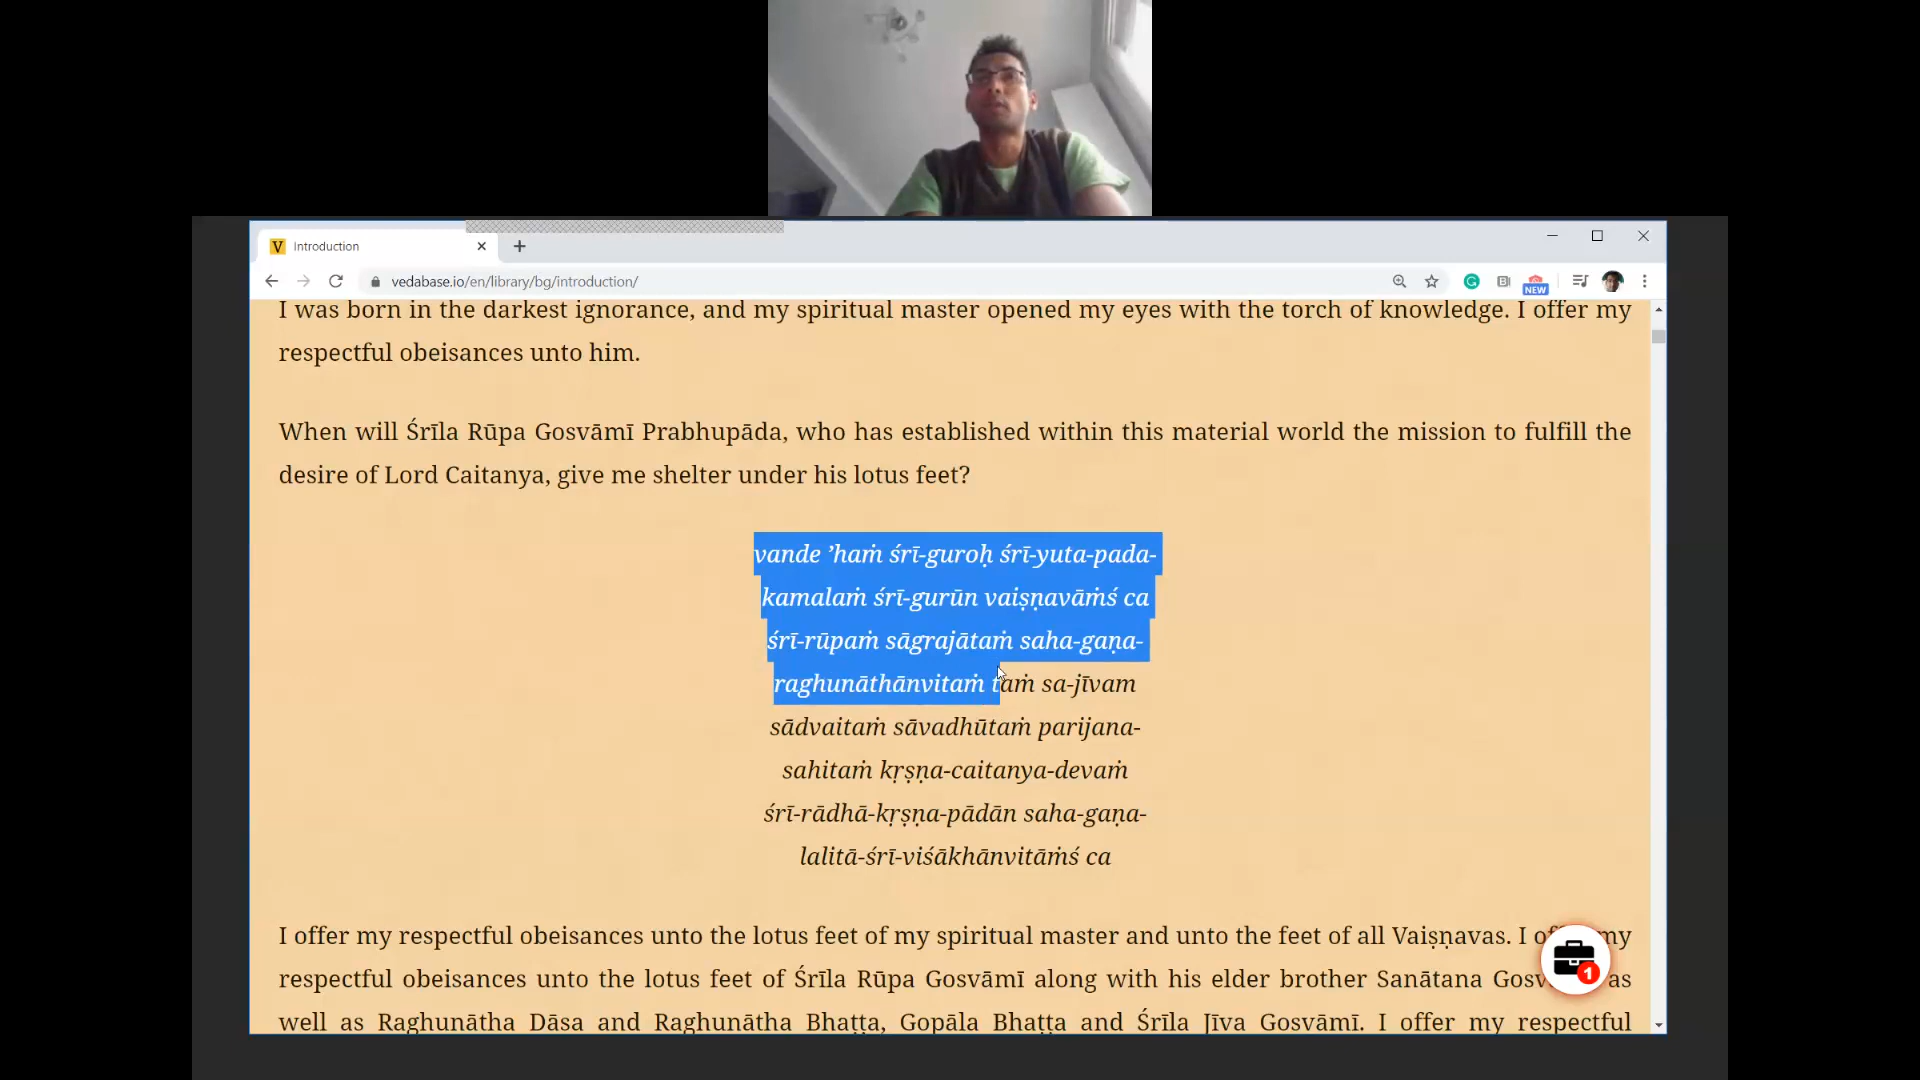 Introduction
vedabase.io/en/library/bg/introduction/
NEW
I was born in the darkest ignorance, and my spiritual master opened my eyes with the torch of knowledge. I offer my
respectful obeisances unto him.
When will Śrīla Rūpa Gosvāmī Prabhupāda, who has established within this material world the mission to fulfill the
desire of Lord Caitanya, give me shelter under his lotus feet?
vande ’haṁ śrī-guroḥ śrī-yuta-pada-
kamalaṁ śrī-gurūn vaiṣṇavāṁś ca
śrī-rūpaṁ sāgrajātaṁ saha-gaṇa-
raghunāthānvitaṁ taṁ sa-jīvam
sādvaitaṁ sāvadhūtaṁ parijana-
sahitaṁ kṛṣṇa-caitanya-devaṁ
śrī-rādhā-kṛṣṇa-pādān saha-gaṇa-
lalitā-śrī-viśākhānvitāṁś ca
I offer my respectful obeisances unto the lotus feet of my spiritual master and unto the feet of all Vaiṣṇavas. I my
respectful obeisances unto the lotus feet of Śrīla Rūpa Gosvāmī along with his elder brother Sanātana as
1
well as Raghunātha Dāsa and Raghunātha Bhaṭṭa, Gopāla Bhaṭṭa and Śrīla Jīva Gosvāmī. I offer my respectful